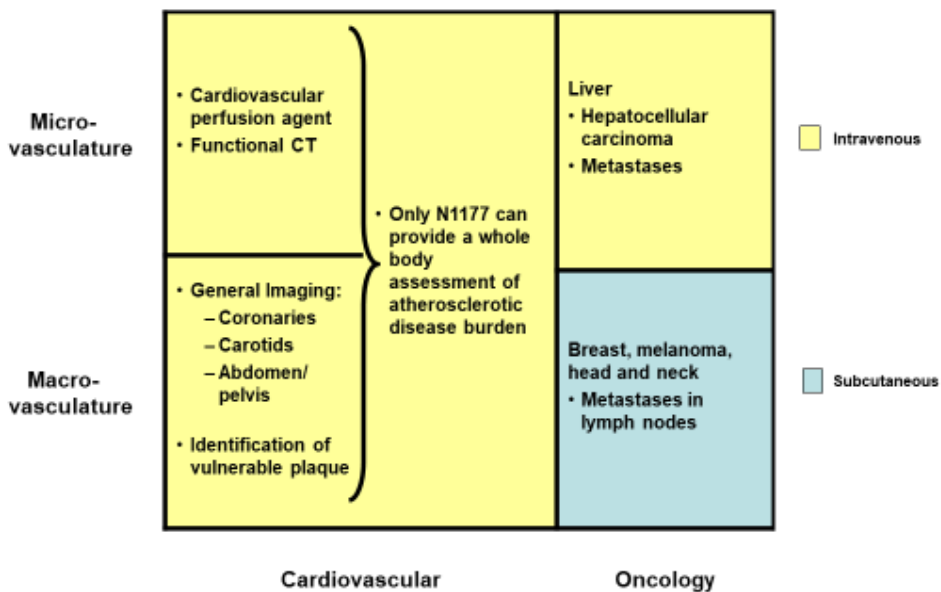 Micro-
vasculature
• Cardiovascular
perfusion agent
• Functional CT
• Only N1177 can
provide a whole
body
assessment of
atherosclerotic
disease burden
Liver
• Hepatocellular
carcinoma
• Metastases
Intravenous
Macro-
vasculature
• General Imaging:
– Coronaries
– Carotids
– Abdomen/
pelvis
• Identification of
vulnerable plaque
Breast, melanoma,
head and neck
• Metastases in
lymph nodes
Subcutaneous
Cardiovascular
Oncology